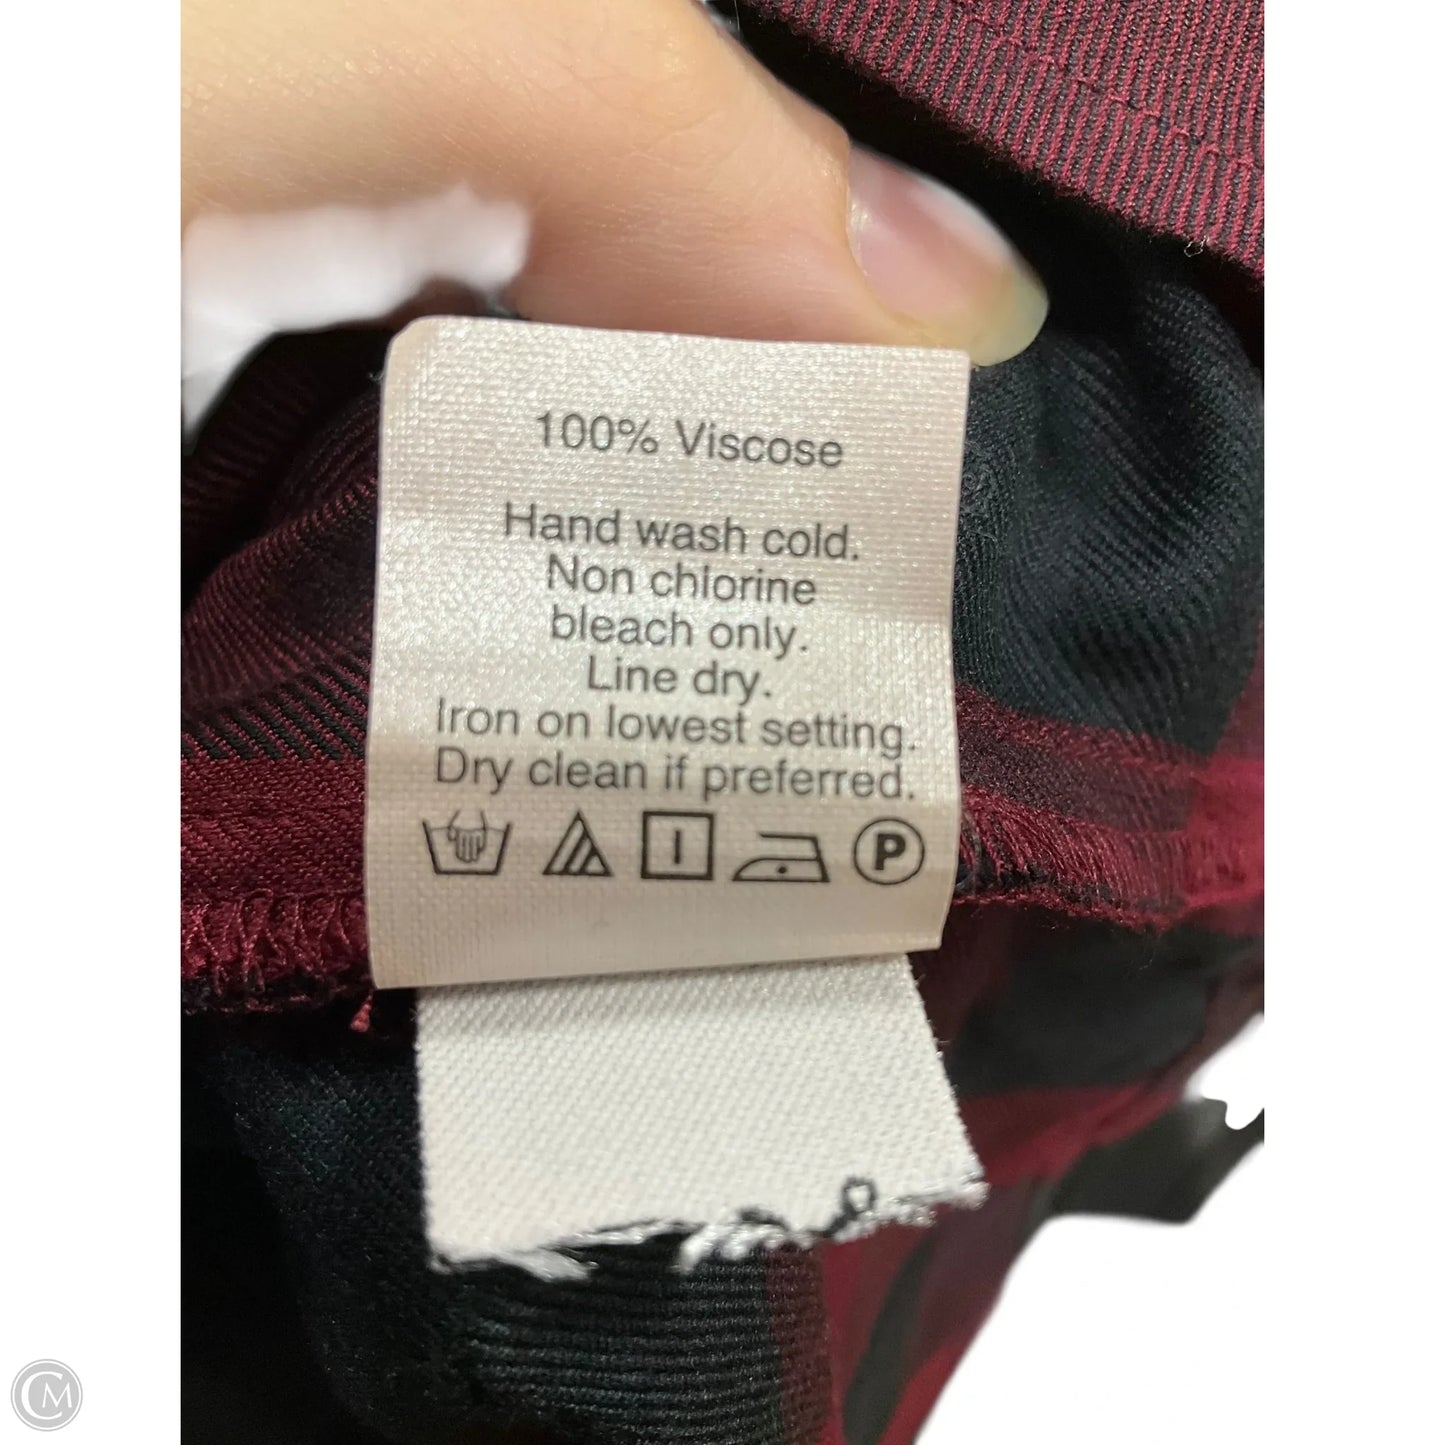 100% Viscose
Hand wash cold.
Non chlorine
bleach only.
Line dry.
Iron on lowest setting.
Dry clean if preferred.
P
CM